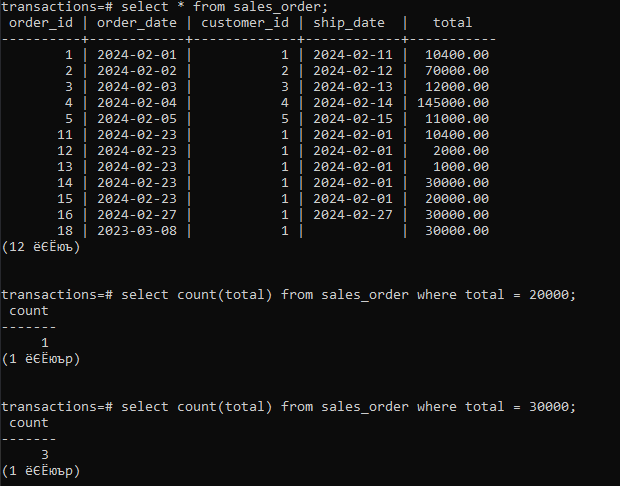 transactions=# select * from sales_order;
 order_id | order_date | customer_id | ship_date  |   total
----------+------------+-------------+------------+-----------
        1 | 2024-02-01 |           1 | 2024-02-11 |  10400.00
        2 | 2024-02-02 |           2 | 2024-02-12 |  70000.00
        3 | 2024-02-03 |           3 | 2024-02-13 |  12000.00
        4 | 2024-02-04 |           4 | 2024-02-14 | 145000.00
        5 | 2024-02-05 |           5 | 2024-02-15 |  11000.00
       11 | 2024-02-23 |           1 | 2024-02-01 |  10400.00
       12 | 2024-02-23 |           1 | 2024-02-01 |   2000.00
       13 | 2024-02-23 |           1 | 2024-02-01 |   1000.00
       14 | 2024-02-23 |           1 | 2024-02-01 |  30000.00
       15 | 2024-02-23 |           1 | 2024-02-01 |  20000.00
       16 | 2024-02-27 |           1 | 2024-02-27 |  30000.00
       18 | 2023-03-08 |           1 |            |  30000.00
(12 ёЄЁюъ)
transactions=# select count(total) from sales_order where total = 20000;
 count
-------
     1
(1 ёЄЁюър)
transactions=# select count(total) from sales_order where total = 30000;
 count
-------
     3
(1 ёЄЁюър)